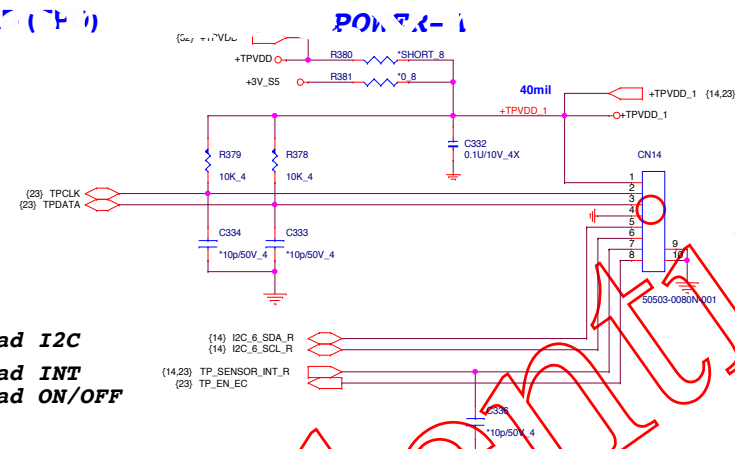 +TPVDD
R380
*SHORT_8
+3V_S5
R381
*0_8
40mil
+TPVDD_1 {14,23}
+TPVDD_1
+TPVDD_1
C332
0.1U/10V_4X
CN14
R379
10K_4
R378
10K_4
{23} TPCLK
{23} TPDATA
1
2
3
4
5
6
7
8
9
10
C334
*10p/50V_4
C333
*10p/50V_4
50503-0080N-001
ad I2C
{14} I2C_6_SDA_R
{14} I2C_6_SCL_R
ad INT
{14,23} TP_SENSOR_INT_R
ad ON/OFF
{23} TP_EN_EC
C336
*10p/50V_4